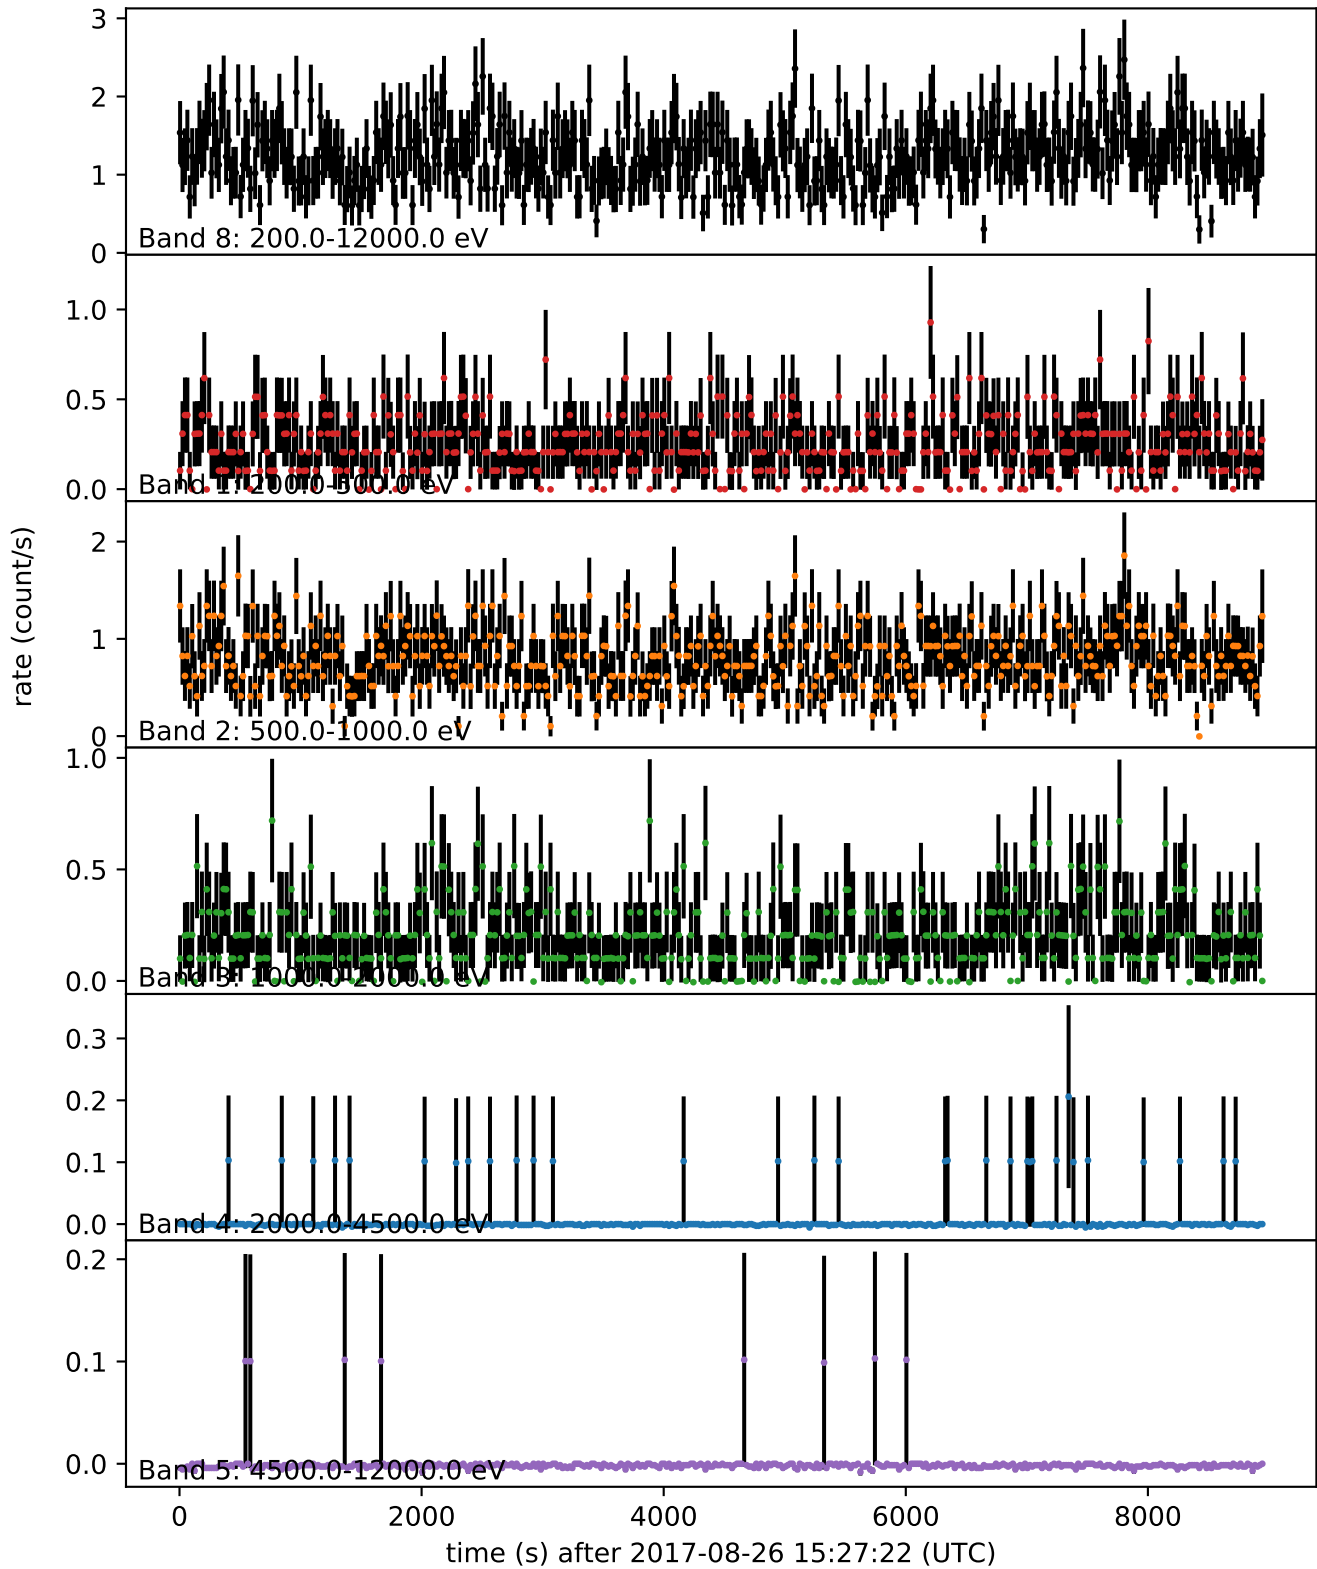 3
2
1
0
Band 8: 200.0-12000.0 eV
1.0
0.5
0.0
Band 1: 200.0-500.0 eV
rate (count/s)
2
1
0
Band 2: 500.0-1000.0 eV
1.0
0.5
0.0
Band 3: 1000.0-2000.0 eV
0.3
0.2
0.1
0.0
Band 4: 2000.0-4500.0 eV
0.2
0.1
0.0
Band 5: 4500.0-12000.0 eV
0 2000 4000 6000 8000
time (s) after 2017-08-26 15:27:22 (UTC)